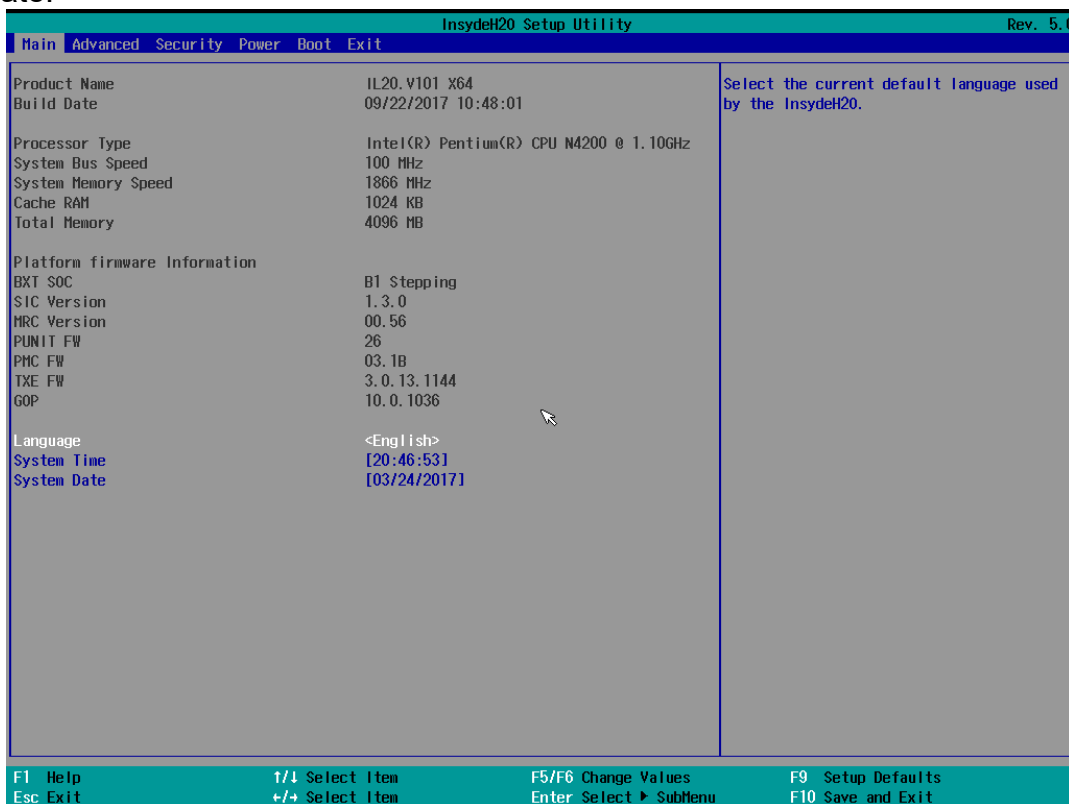 InsydeH20 Setup Utility Rev. 5.
Main Advanced Security Power Boot Exit
Product Name IL20.V101 X64
Build Date 09/22/2017 10:48:01
Select the current default language used
by the InsydeH20.
Processor Type Intel(R) Pentium(R) CPU N4200 @ 1.10GHz
System Bus Speed 100 MHz
System Memory Speed 1866 MHz
Cache RAM 1024 KB
Total Memory 4096 MB
Platform firmware Information
BXT SOC B1 Stepping
SIC Version 1.3.0
MRC Version 00.56
PUNIT FW 26
PMC FW 03.1B
TXE FW 3.0.13.1144
GOP 10.0.1036
Language <English>
System Time [20:46:53]
System Date [03/24/2017]
F1 Help ↑/↓ Select Item F5/F6 Change Values F9 Setup Defaults
Esc Exit ←/→ Select Item Enter Select ▶ SubMenu F10 Save and Exit